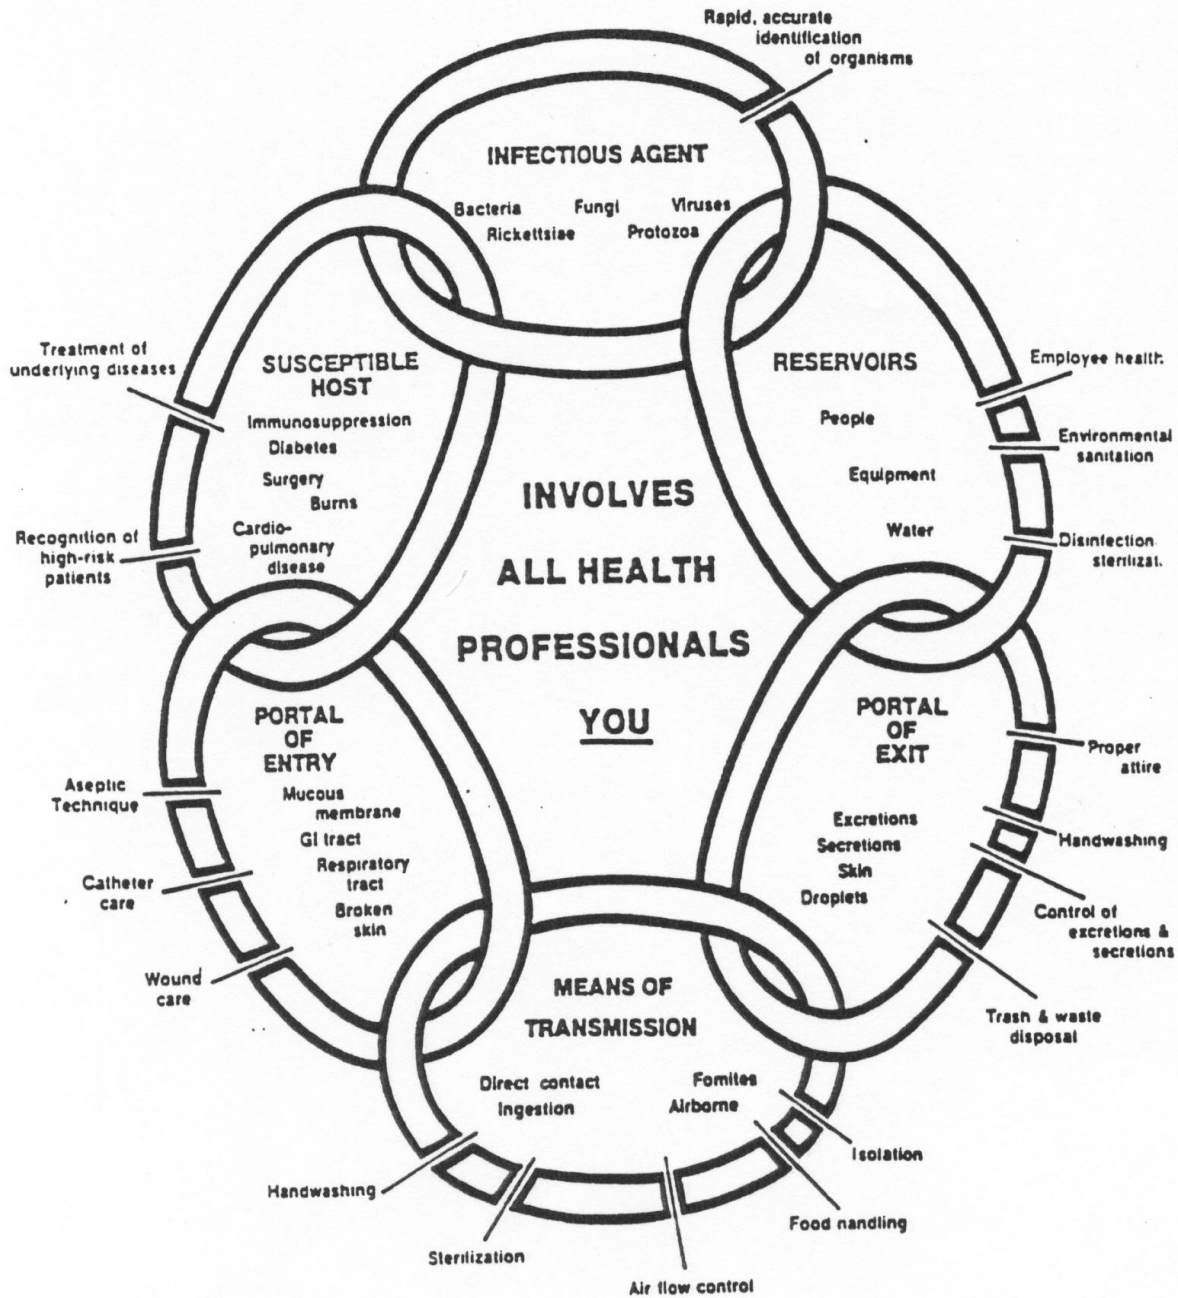 Rapid, accurate
identification
of organisms
INFECTIOUS AGENT
Bacteria Fungi Viruses
Rickettsiae Protozoa
Treatment of
underlying diseases
SUSCEPTIBLE
HOST
Immunosuppression
Diabetes
Surgery
Burns
Cardio-
pulmonary
disease
Recognition of
high-risk
patients
RESERVOIRS
People
Equipment
Water
Employee health
Environmental
sanitation
Disinfection
sterilizat.
INVOLVES
ALL HEALTH
PROFESSIONALS
YOU
PORTAL
OF
ENTRY
Mucous
membrane
GI tract
Respiratory
tract
Broken
skin
Aseptic
Technique
Catheter
care
Wound
care
PORTAL
OF
EXIT
Excretions
Secretions
Skin
Droplets
Proper
attire
Handwashing
Control of
excretions &
secretions
Trash & waste
disposal
MEANS OF
TRANSMISSION
Direct contact Fomites
Ingestion Airborne
Isolation
Handwashing
Food nandling
Sterilization
Air flow control